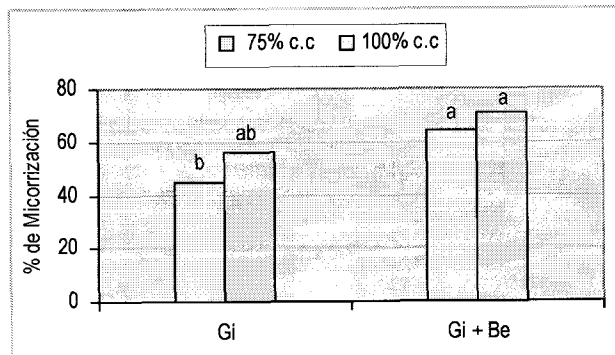 75% c.c 100% c.c
80
60
40
20
0
% de Micorrización
b
ab
a
a
Gi
Gi + Be